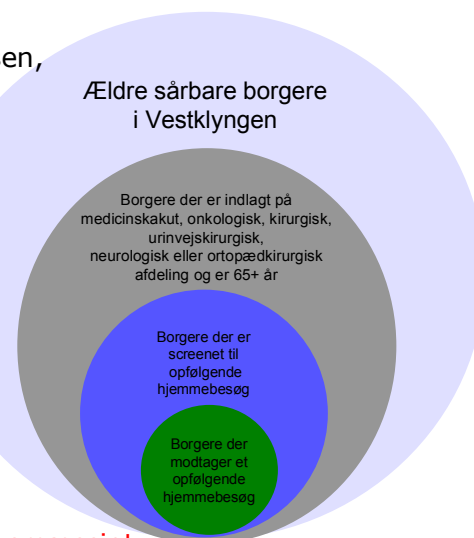 sen,
Ældre sårbare borgere
i Vestklyngen
Borgere der er indlagt på
medicinskakut, onkologisk, kirurgisk,
urinvejskirurgisk,
neurologisk eller ortopædkirurgisk
afdeling og er 65+ år
Borgere der er
screenet til
opfølgende
hjemmebesøg
Borgere der
modtager et
opfølgende
hjemmebesøg